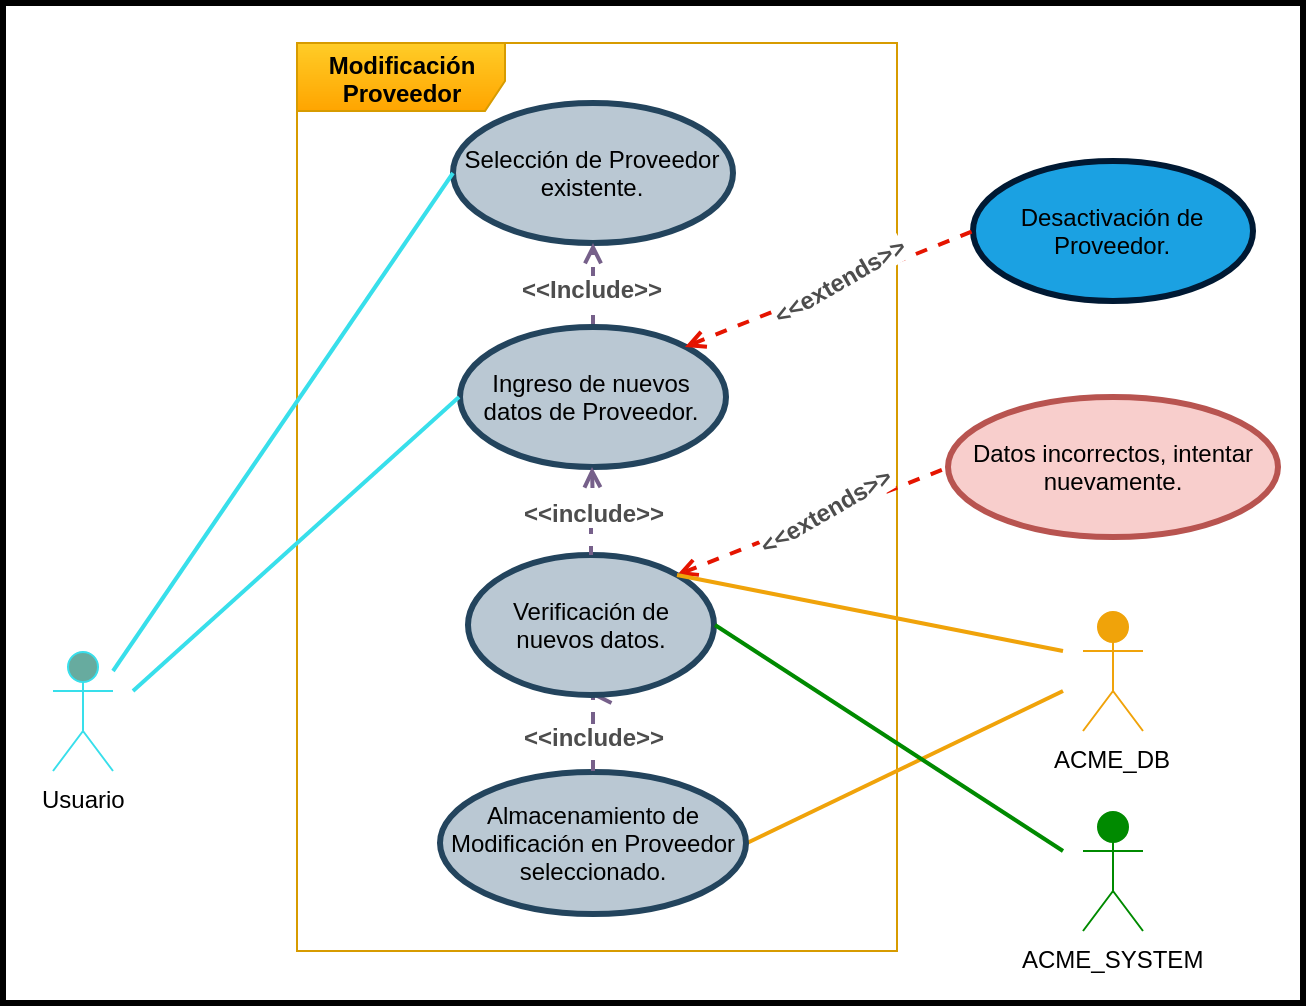 Modificación
Proveedor
Selección de Proveedor
existente.
<<Include>>
Desactivación de
Proveedor.
<<extends>>
Ingreso de nuevos
datos de Proveedor.
Datos incorrectos, intentar
nuevamente.
<<extends>>
<<include>>
Verificación de
nuevos datos.
<<include>>
ACME_DB
Usuario
Almacenamiento de
Modificación en Proveedor
seleccionado.
ACME_SYSTEM